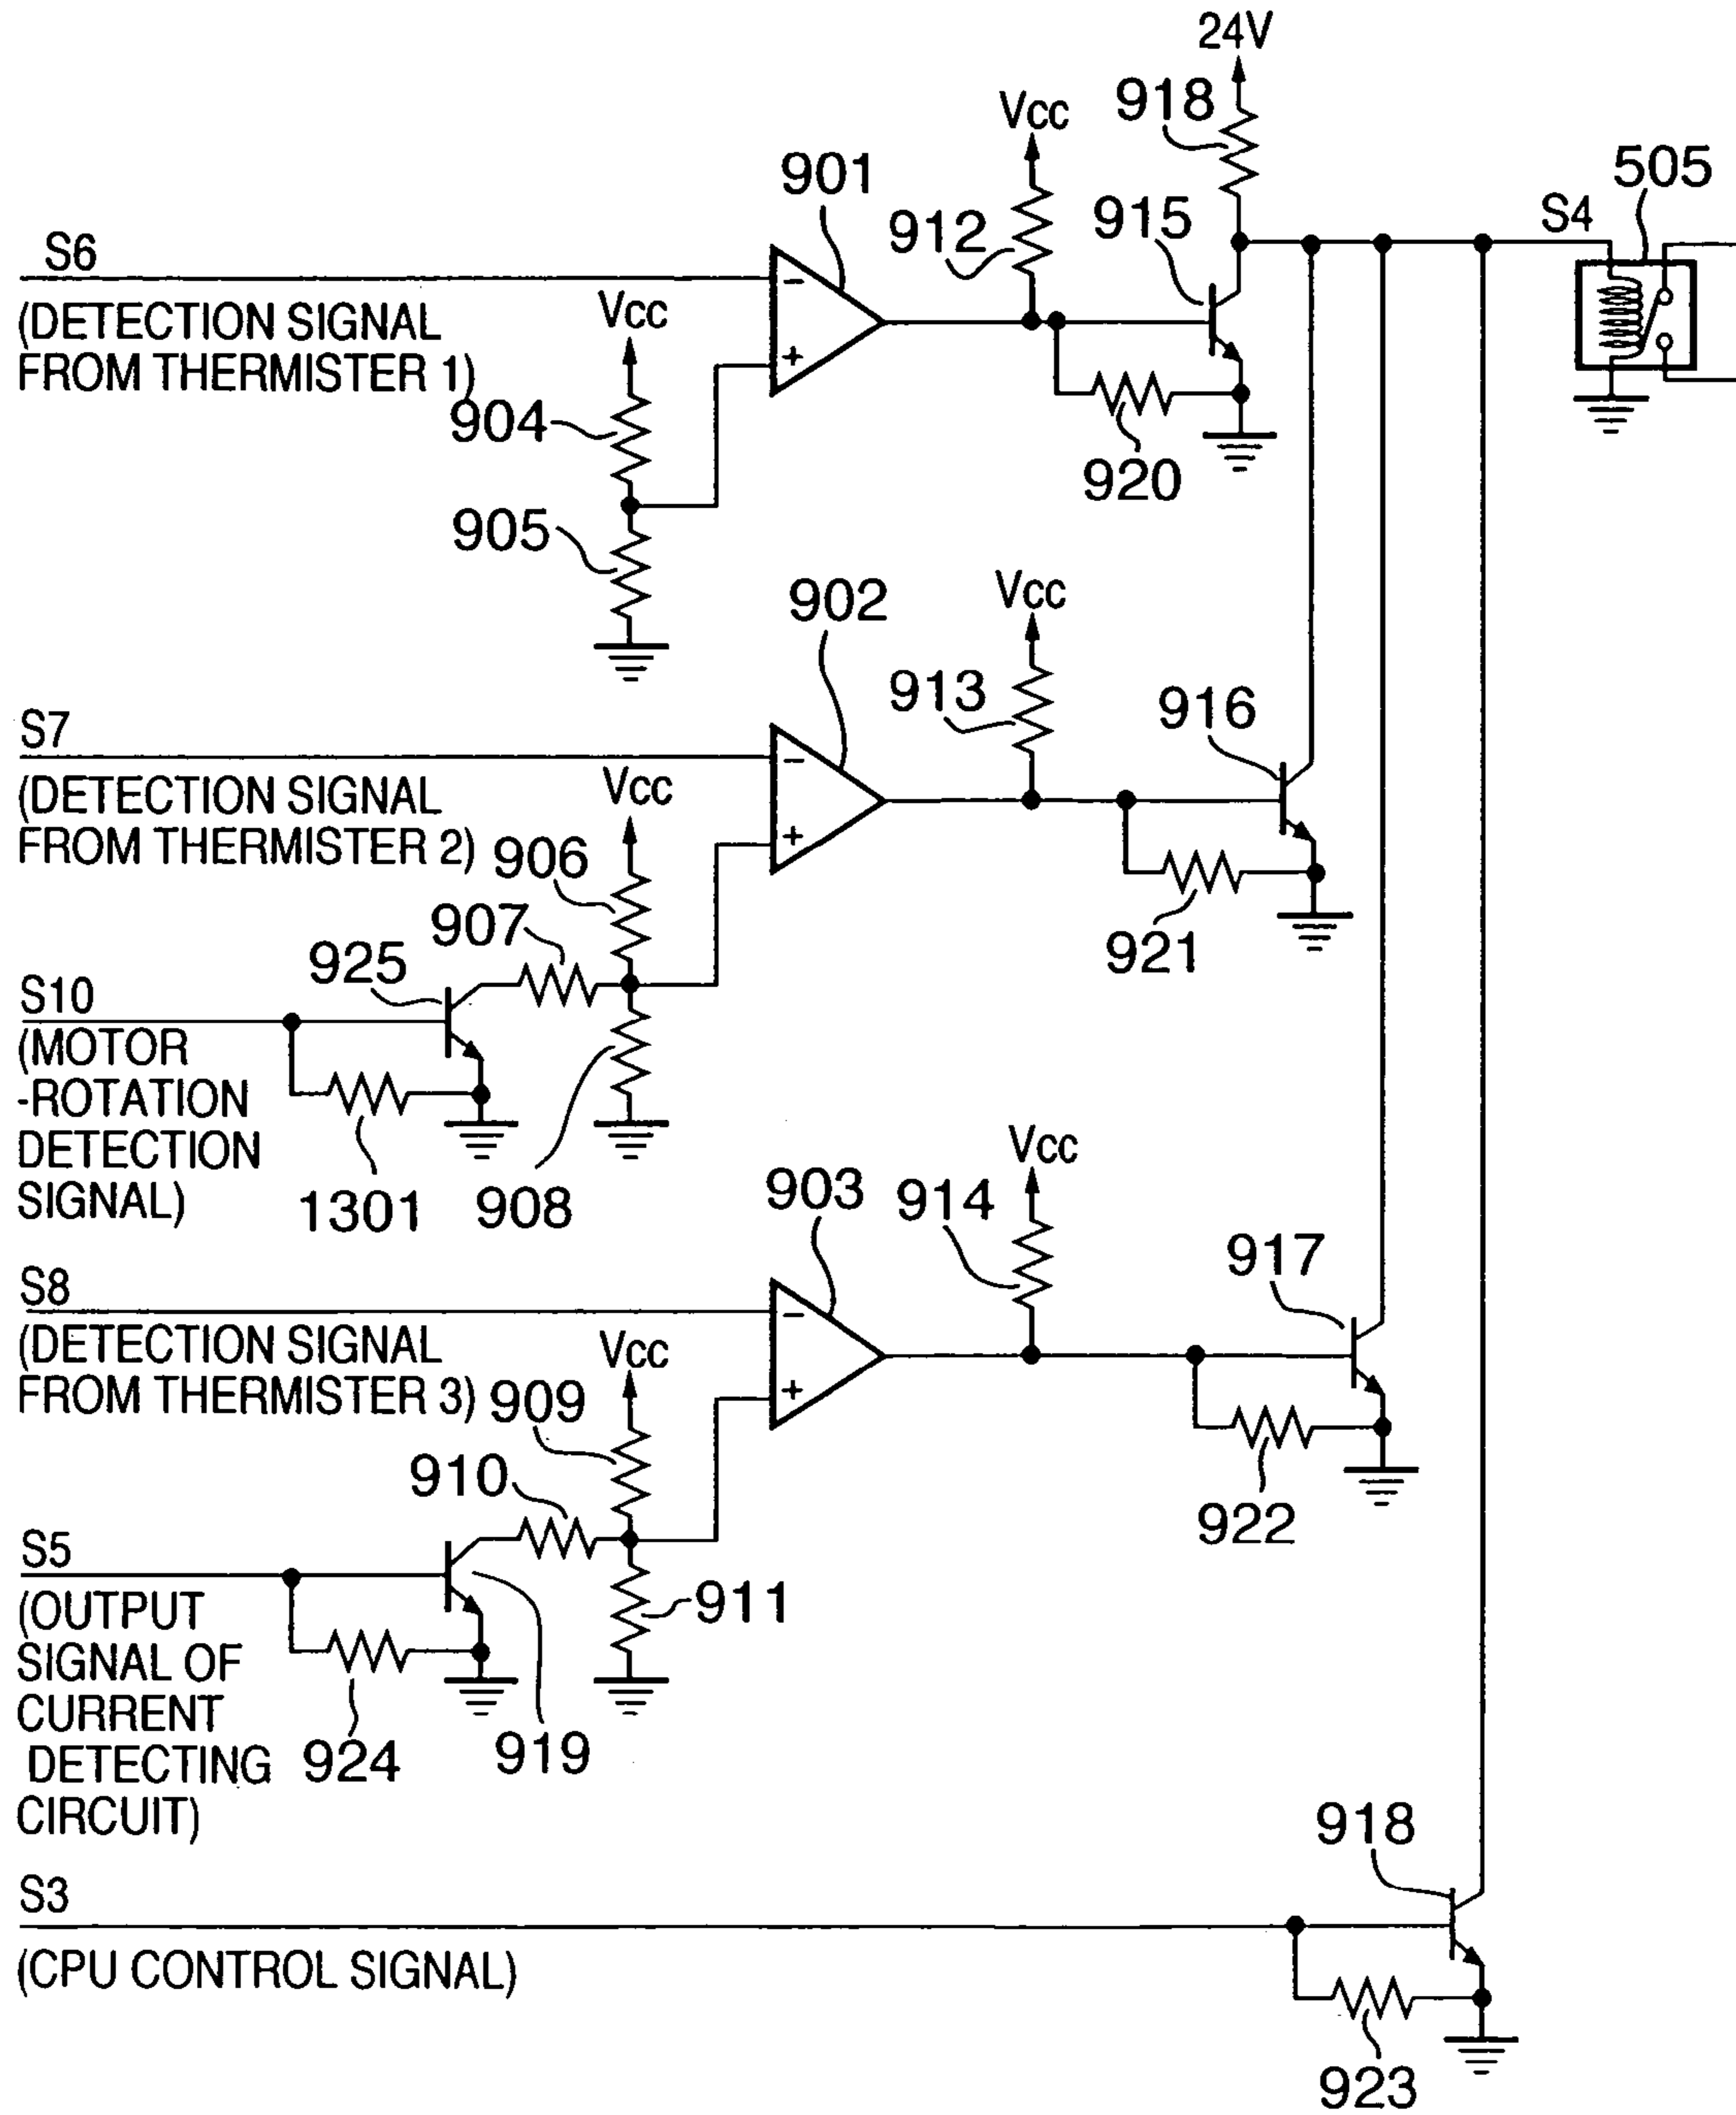 24V
918
Vcc
505
901
S4
915
912
S6
-
Vcc
(DETECTION SIGNAL
FROM THERMISTER 1)
+
904
920
905
902
Vcc
913
916
S7
-
Vcc
(DETECTION SIGNAL
FROM THERMISTER 2)
+
906
907
921
925
S10
(MOTOR
-ROTATION
DETECTION
SIGNAL)
1301
908
Vcc
903
914
917
S8
-
Vcc
(DETECTION SIGNAL
FROM THERMISTER 3)
+
909
910
922
S5
(OUTPUT
SIGNAL OF
CURRENT
DETECTING
CIRCUIT)
911
924
919
918
S3
(CPU CONTROL SIGNAL)
923